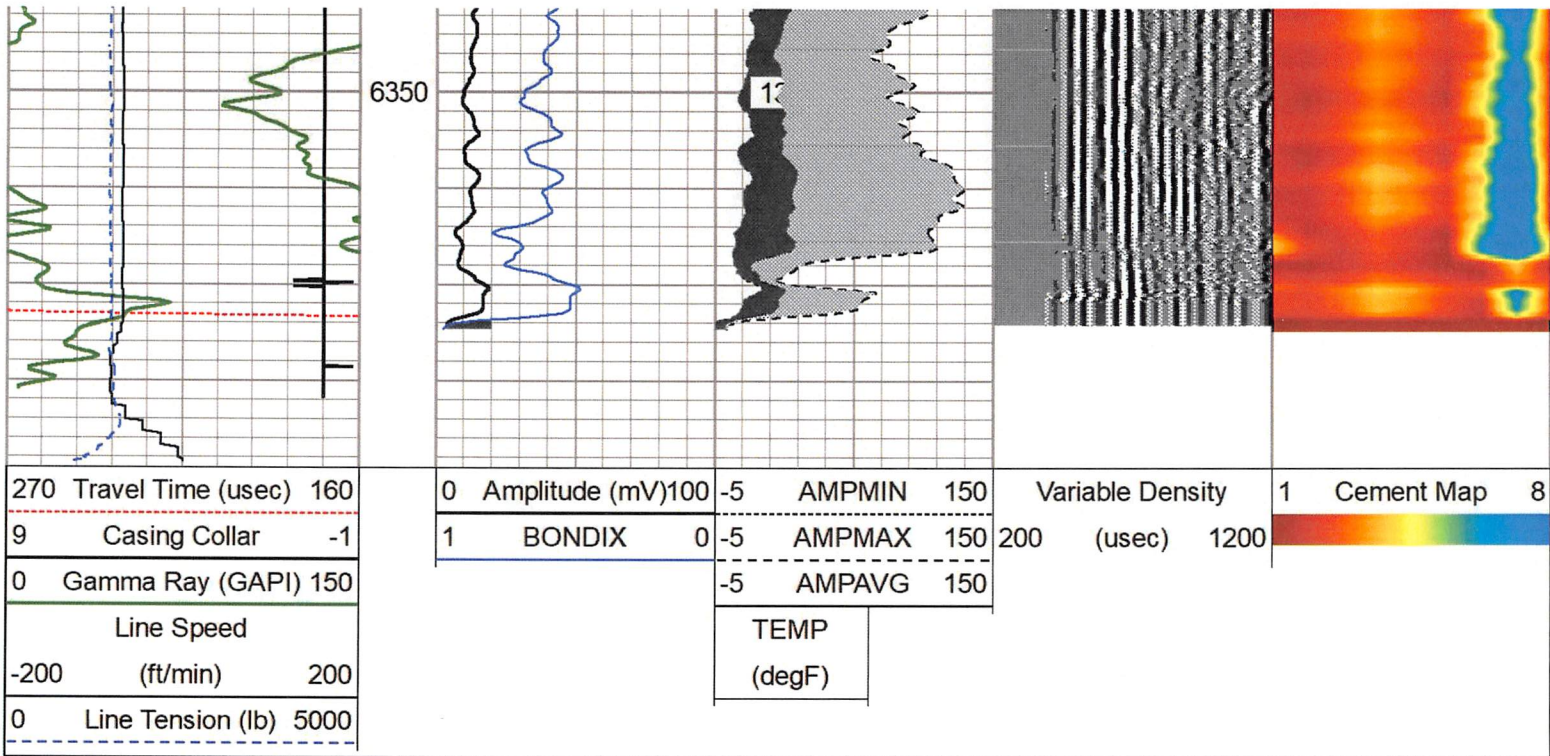 6350
13
270 Travel Time (usec) 160
9 Casing Collar -1
0 Gamma Ray (GAPI) 150
Line Speed
-200 (ft/min) 200
0 Line Tension (lb) 5000
0 Amplitude (mV)100
1 BONDIX 0
-5 AMPMIN 150
-5 AMPMAX 150
-5 AMPAVG 150
TEMP
(degF)
Variable Density
200 (usec) 1200
1 Cement Map 8